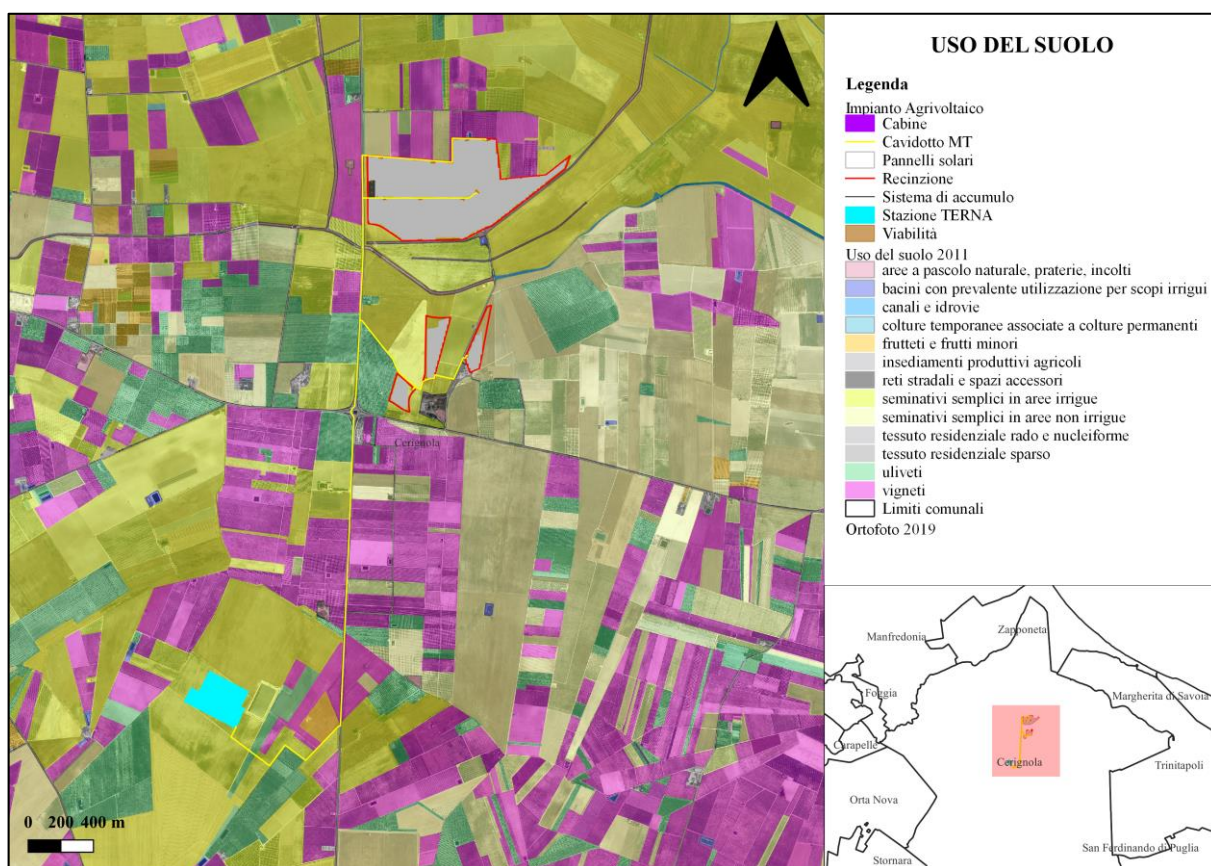 USO DEL SUOLO
Legenda
Impianto Agrivoltaico
Cabine
Cavidotto MT
Pannelli solari
Recinzione
Sistema di accumulo
Stazione TERNA
Viabilità
Uso del suolo 2011
aree a pascolo naturale, praterie, incolti
bacini con prevalente utilizzazione per scopi irrigui
canali e idrovie
colture temporanee associate a colture permanenti
frutteti e frutti minori
insediamenti produttivi agricoli
reti stradali e spazi accessori
seminativi semplici in aree irrigue
seminativi semplici in aree non irrigue
tessuto residenziale rado e nucleiforme
tessuto residenziale sparso
uliveti
vigneti
Limiti comunali
Ortofoto 2019
Cerignola
0 200 400 m
Manfredonia
Zapponeta
Foggia
Margherita di Savoia
Carapelle
Cerignola
Trinitapoli
Orta Nova
San Ferdinando di Puglia
Stornara